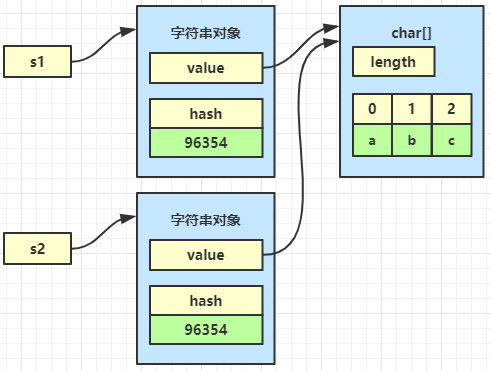 s1
字符串对象
value
hash
96354
char[]
length
0 1 2
a b c
s2
字符串对象
value
hash
96354